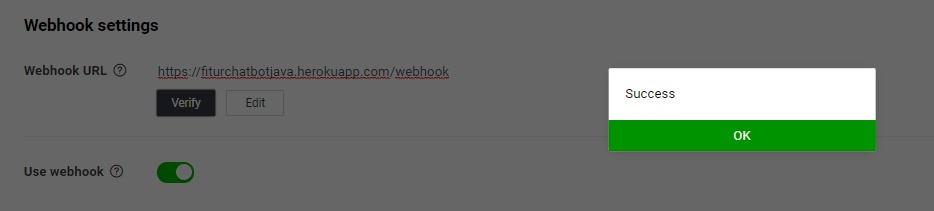 Webhook settings
Webhook URL ?
https://fiturchatbotjava.herokuapp.com/webhook
Verify Edit
Success
OK
Use webhook ?